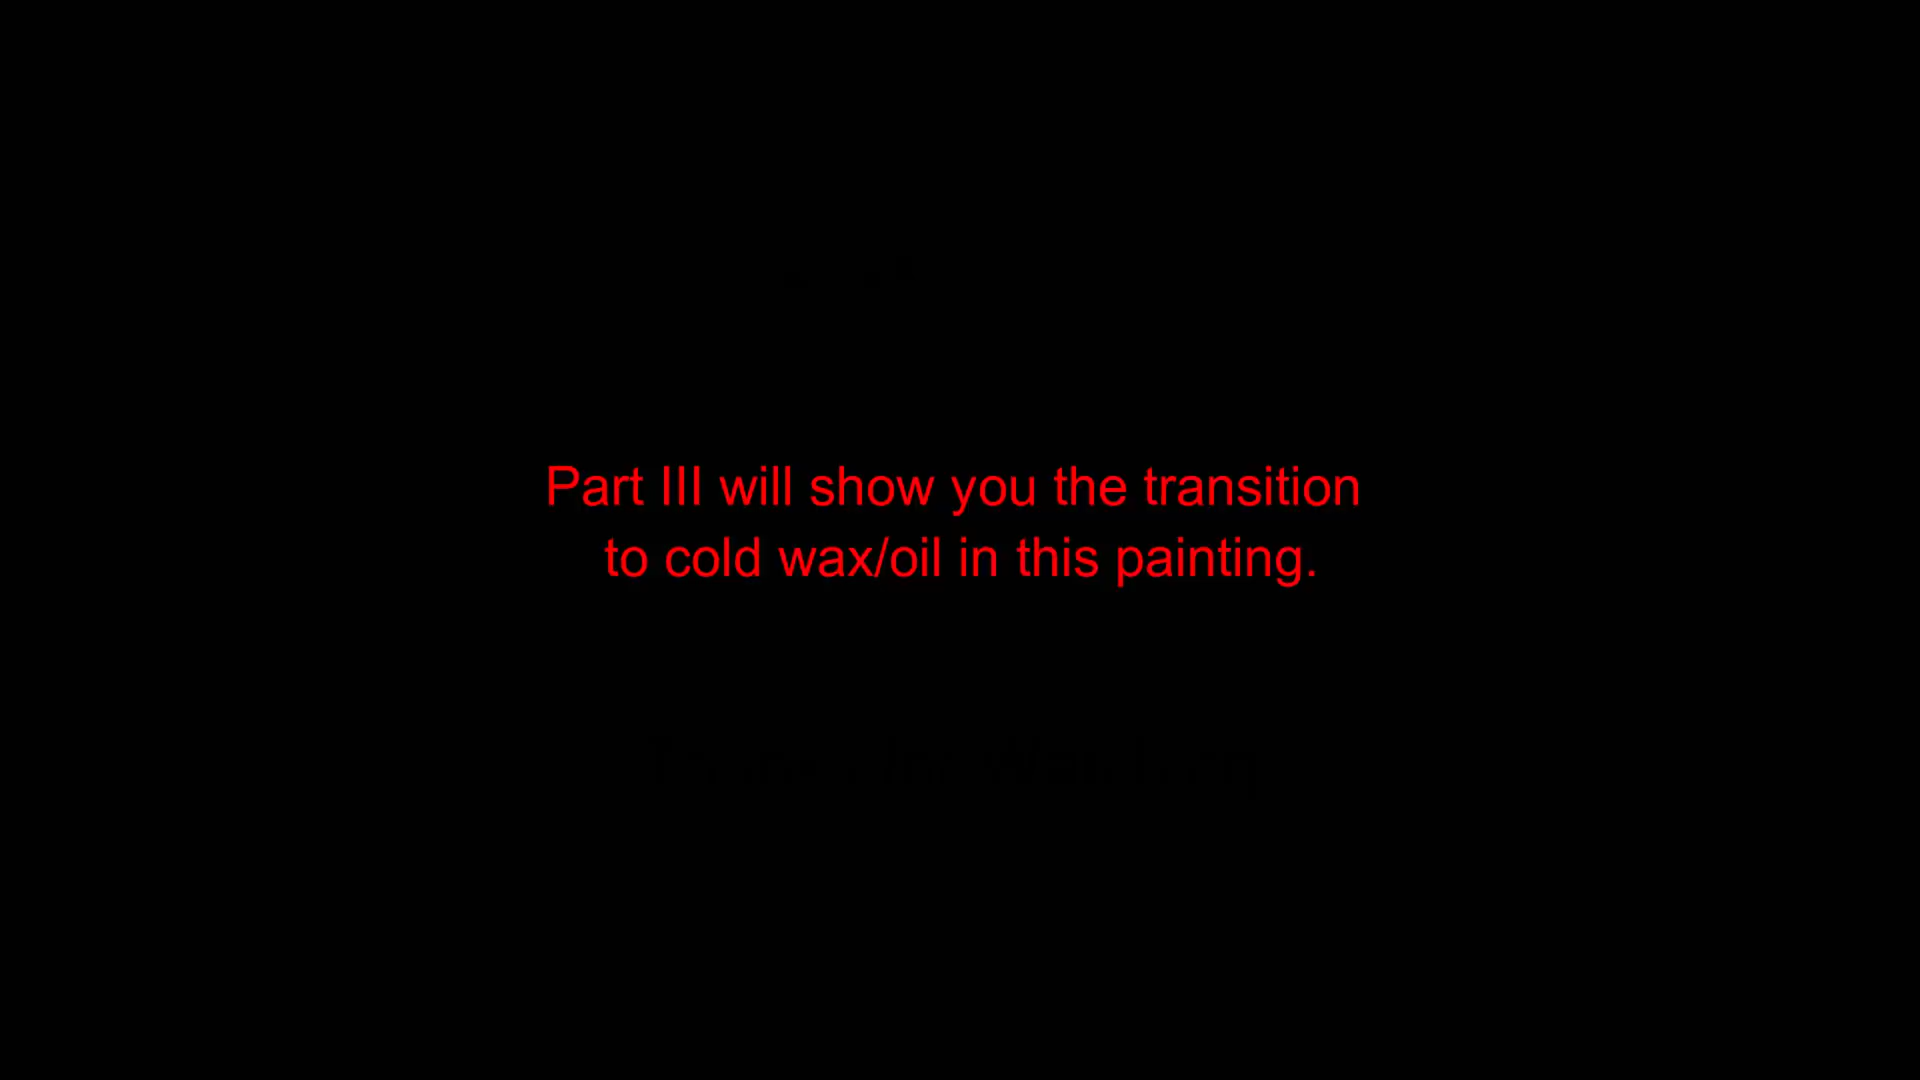 Part III will show you the transition
to cold wax/oil in this painting.